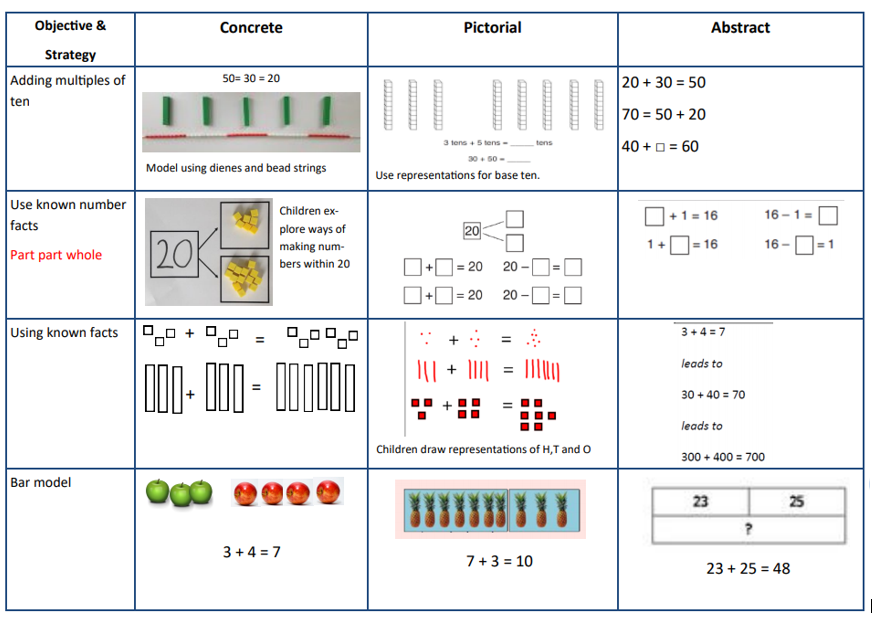 Objective &
Strategy
Concrete
Pictorial
Abstract
Adding multiples of
ten
50= 30 = 20
Model using dienes and bead strings
3 tens + 5 tens = _____ tens
30 + 50 = _____
Use representations for base ten.
20 + 30 = 50
70 = 50 + 20
40 + □ = 60
Use known number
facts
Part part whole
20
Children ex-
plore ways of
making num-
bers within 20
20
□ + □ = 20 20 – □ = □
□ + □ = 20 20 – □ = □
□ + 1 = 16 16 – 1 = □
1 + □ = 16 16 – □ = 1
Using known facts
+ =
+ =
+ =
+ =
+ =
Children draw representations of H,T and O
3 + 4 = 7
leads to
30 + 40 = 70
leads to
300 + 400 = 700
Bar model
3 + 4 = 7
7 + 3 = 10
23 25
?
23 + 25 = 48